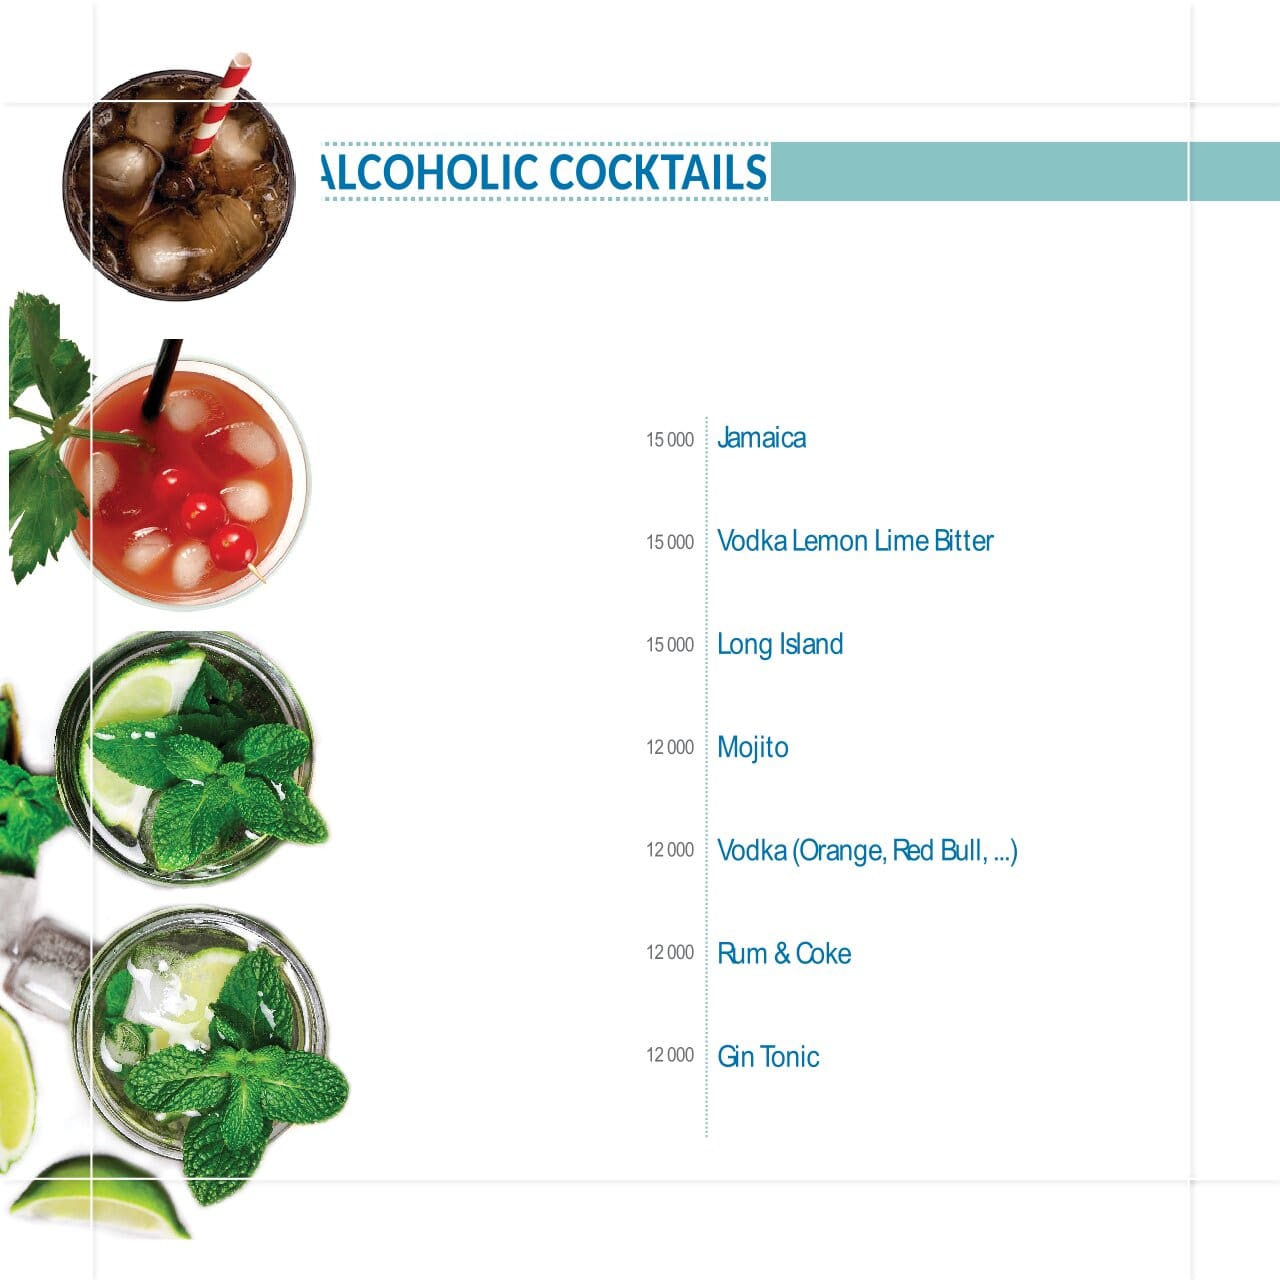 ALCOHOLIC COCKTAILS
15 000 Jamaica
15 000 Vodka Lemon Lime Bitter
15 000 Long Island
12 000 Mojito
12 000 Vodka (Orange, Red Bull, ...)
12 000 Rum & Coke
12 000 Gin Tonic